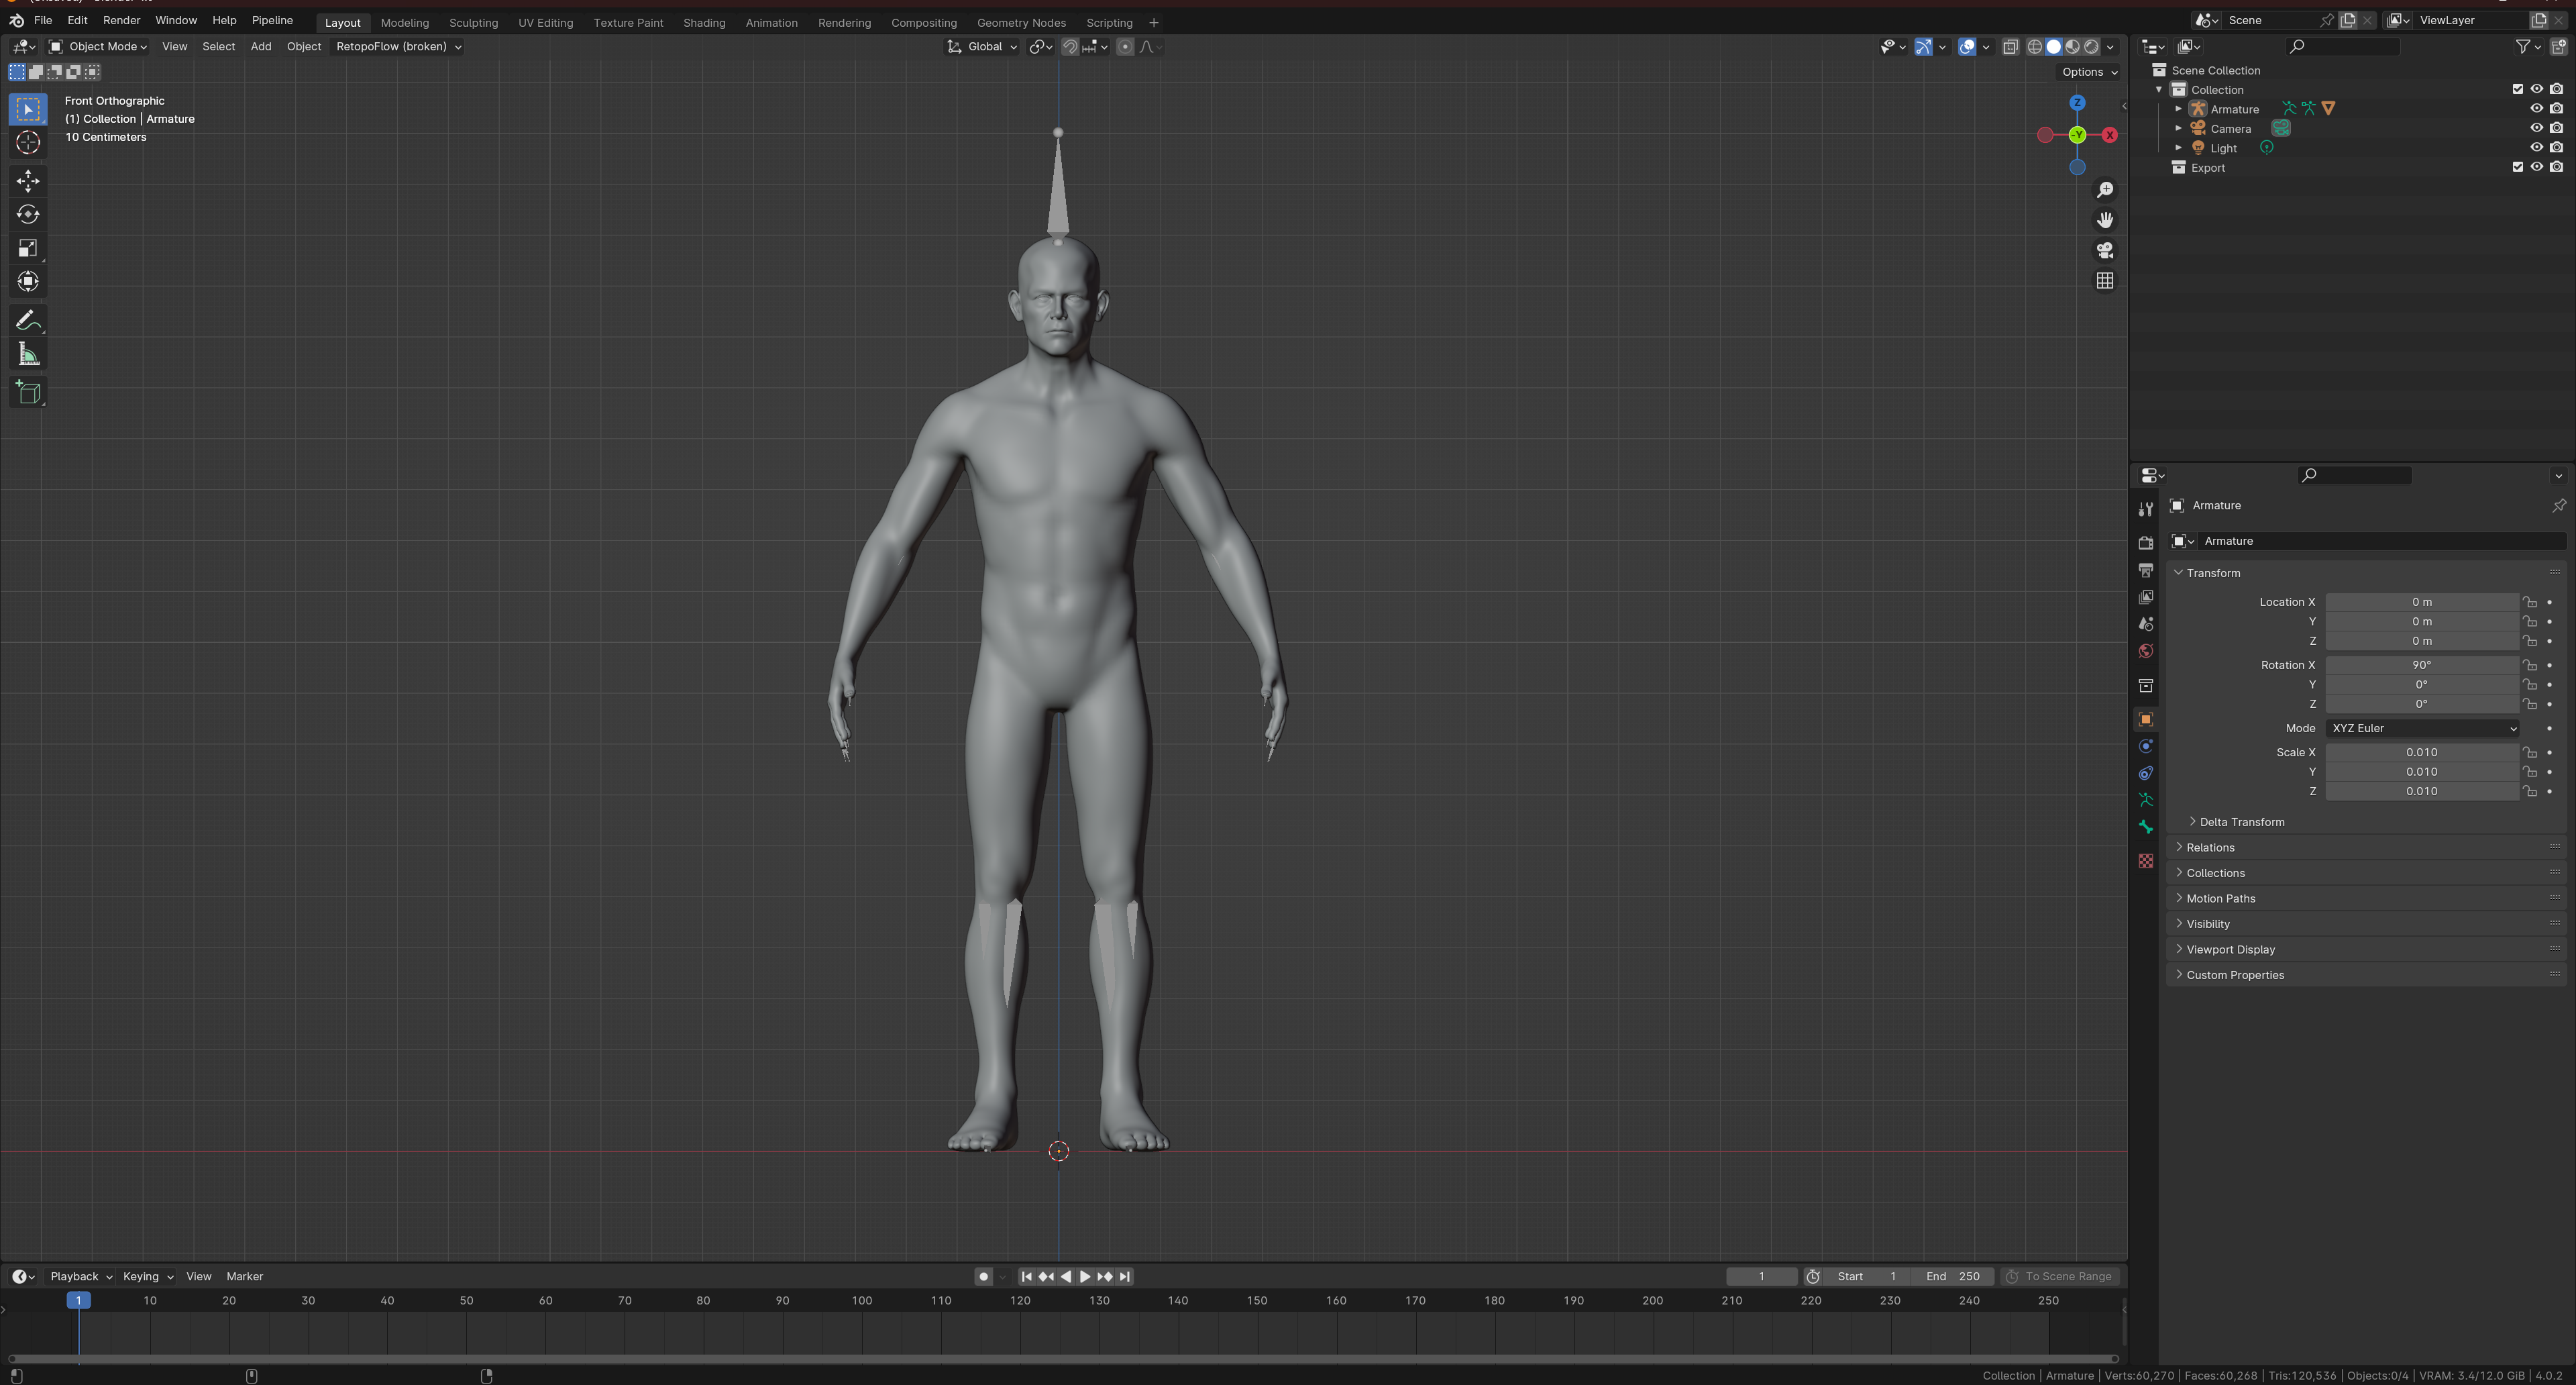 File Edit Render Window Help Pipeline Layout Modeling Sculpting UV Editing Texture Paint Shading Animation Rendering Compositing Geometry Nodes Scripting + Scene ViewLayer
Object Mode View Select Add Object RetopoFlow (broken) Global
Options
Front Orthographic
(1) Collection | Armature
10 Centimeters
Z
-Y X
Scene Collection
Collection
Armature
Camera
Light
Export
Armature
Armature
Transform
Location X 0 m
Y 0 m
Z 0 m
Rotation X 90°
Y 0°
Z 0°
Mode XYZ Euler
Scale X 0.010
Y 0.010
Z 0.010
Delta Transform
Relations
Collections
Motion Paths
Visibility
Viewport Display
Custom Properties
Playback Keying View Marker 1 Start 1 End 250 To Scene Range
1 10 20 30 40 50 60 70 80 90 100 110 120 130 140 150 160 170 180 190 200 210 220 230 240 250
Collection | Armature | Verts:60,270 | Faces:60,268 | Tris:120,536 | Objects:0/4 | VRAM: 3.4/12.0 GiB | 4.0.2